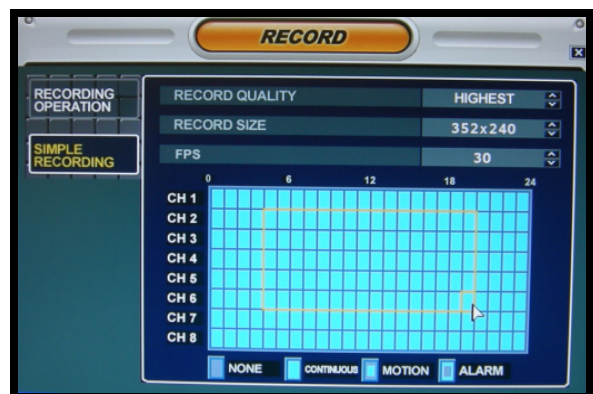 RECORD
RECORDING
OPERATION
SIMPLE
RECORDING
RECORD QUALITY HIGHEST
RECORD SIZE 352x240
FPS 30
0 6 12 18 24
CH 1
CH 2
CH 3
CH 4
CH 5
CH 6
CH 7
CH 8
NONE CONTINUOUS MOTION ALARM